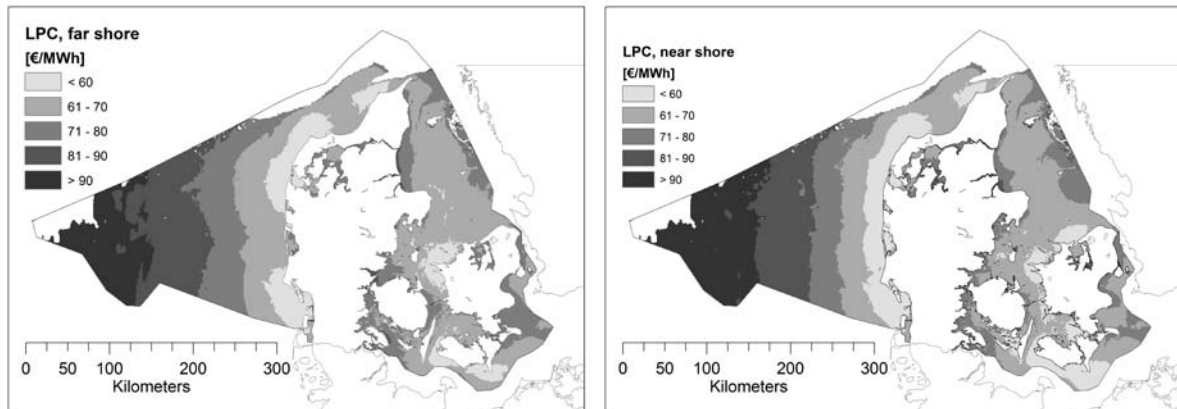 LPC, far shore
[€/MWh]
< 60
61 - 70
71 - 80
81 - 90
> 90
0 50 100 200 300
Kilometers
LPC, near shore
[€/MWh]
< 60
61 - 70
71 - 80
81 - 90
> 90
0 50 100 200 300
Kilometers